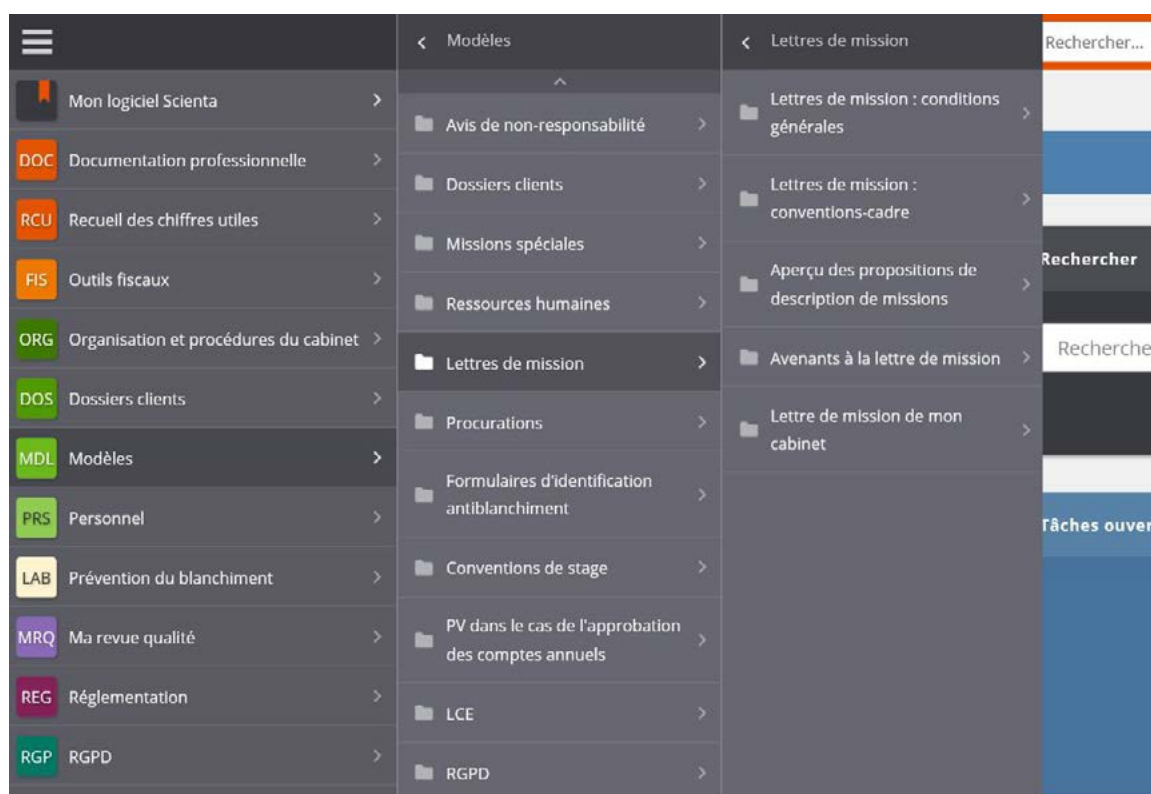 Mon logiciel Scienta
DOC Documentation professionnelle
RCU Recueil des chiffres utiles
FIS Outils fiscaux
ORG Organisation et procédures du cabinet
DOS Dossiers clients
MDL Modèles
PRS Personnel
LAB Prévention du blanchiment
MRQ Ma revue qualité
REG Réglementation
RGP RGPD
Modèles
Avis de non-responsabilité
Dossiers clients
Missions spéciales
Ressources humaines
Lettres de mission
Procurations
Formulaires d'identification
antiblanchiment
Conventions de stage
PV dans le cas de l'approbation
des comptes annuels
LCE
RGPD
Lettres de mission
Lettres de mission : conditions
générales
Lettres de mission :
conventions-cadre
Aperçu des propositions de
description de missions
Avenants à la lettre de mission
Lettre de mission de mon
cabinet
Rechercher...
Rechercher
Recherche
Tâches ouver